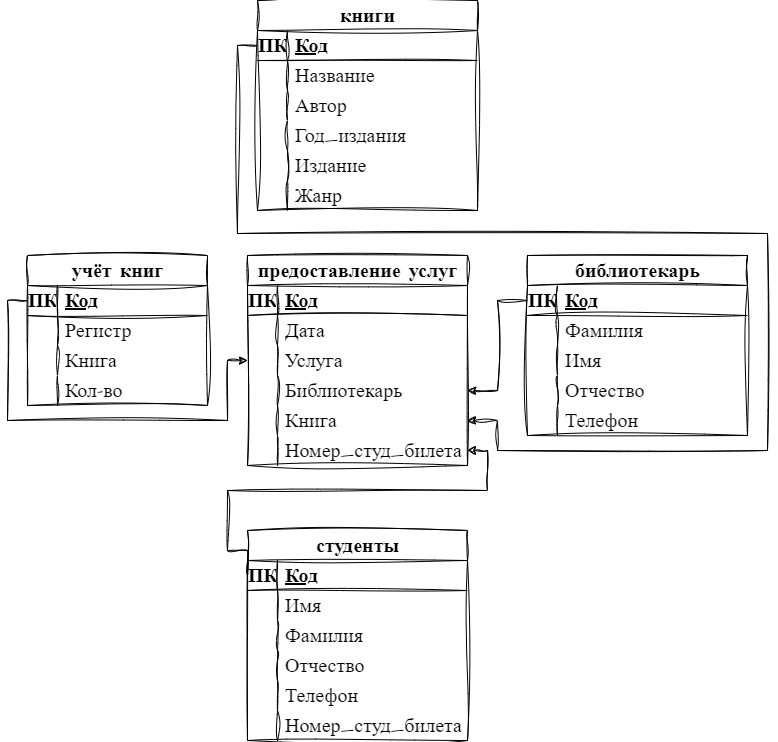 книги
ПК Код
Название
Автор
Год_издания
Издание
Жанр
учёт книг
ПК Код
Регистр
Книга
Кол-во
предоставление услуг
ПК Код
Дата
Услуга
Библиотекарь
Книга
Номер_студ_билета
библиотекарь
ПК Код
Фамилия
Имя
Отчество
Телефон
студенты
ПК Код
Имя
Фамилия
Отчество
Телефон
Номер_студ_билета